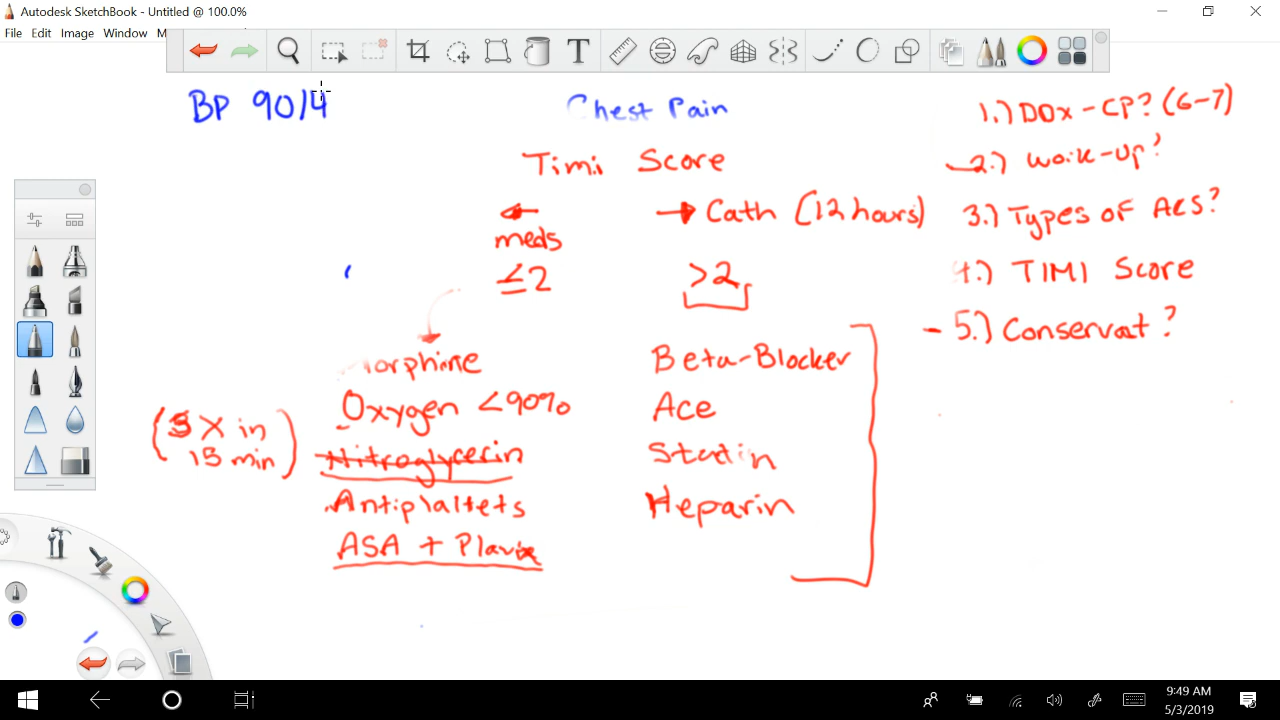 Autodesk SketchBook - Untitled @ 100.0%
File Edit Image Window M
BP 90/4
Chest Pain
Timi Score
meds
Cath (12 hours)
≤2
>2
orphine
Oxygen <90%
(3 X in
15 min)
Nitroglycerin
Antiplaltets
ASA + Plavix
Beta-Blocker
Ace
Statin
Heparin
1.) DDx - CP? (6-7)
2.) Work-up?
3.) Types of ACS?
4.) TIMI Score
5.) Conservat?
9:49 AM
5/3/2019